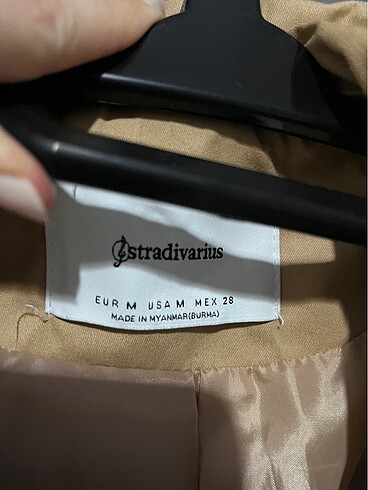 stradivarius
EUR M USA M MEX 28
MADE IN MYANMAR(BURMA)